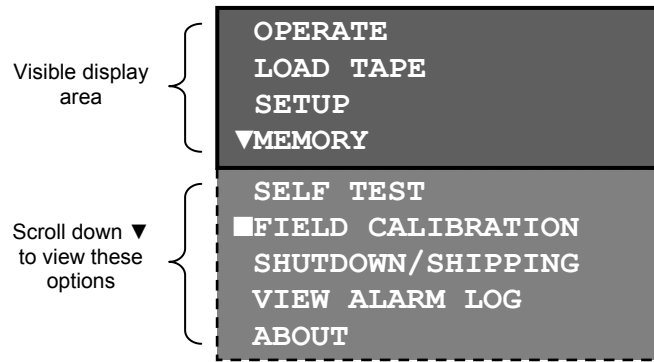 Visible display
area
OPERATE
LOAD TAPE
SETUP
▼MEMORY
Scroll down ▼
to view these
options
SELF TEST
■FIELD CALIBRATION
SHUTDOWN/SHIPPING
VIEW ALARM LOG
ABOUT